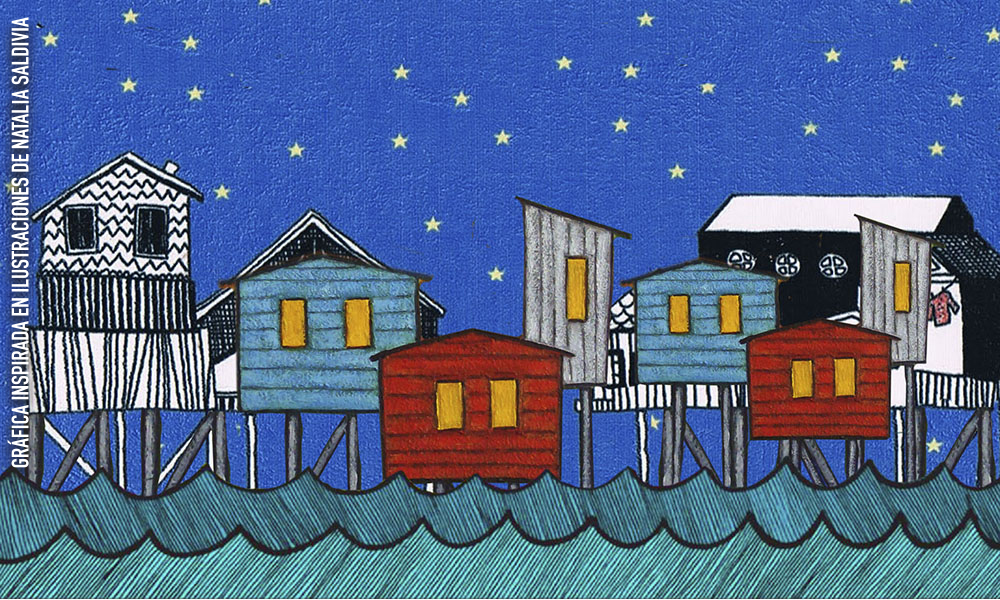 GRÁFICA INSPIRADA EN ILUSTRACIONES DE NATALIA SALDIVIA